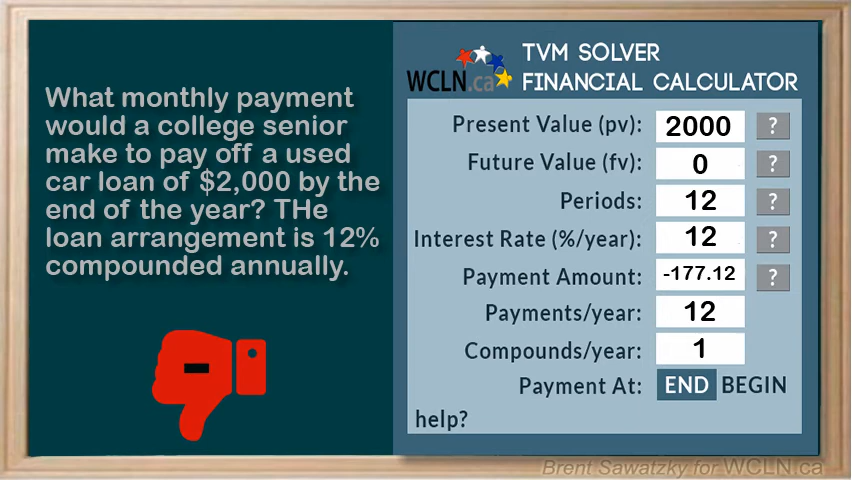 What monthly payment
would a college senior
make to pay off a used
car loan of $2,000 by the
end of the year? THe
loan arrangement is 12%
compounded annually.
WCLN.ca
TVM SOLVER
FINANCIAL CALCULATOR
Present Value (pv): 2000 ?
Future Value (fv): 0 ?
Periods: 12 ?
Interest Rate (%/year): 12 ?
Payment Amount: -177.12 ?
Payments/year: 12
Compounds/year: 1
Payment At: END BEGIN
help?
Brent Sawatzky for WCLN.ca